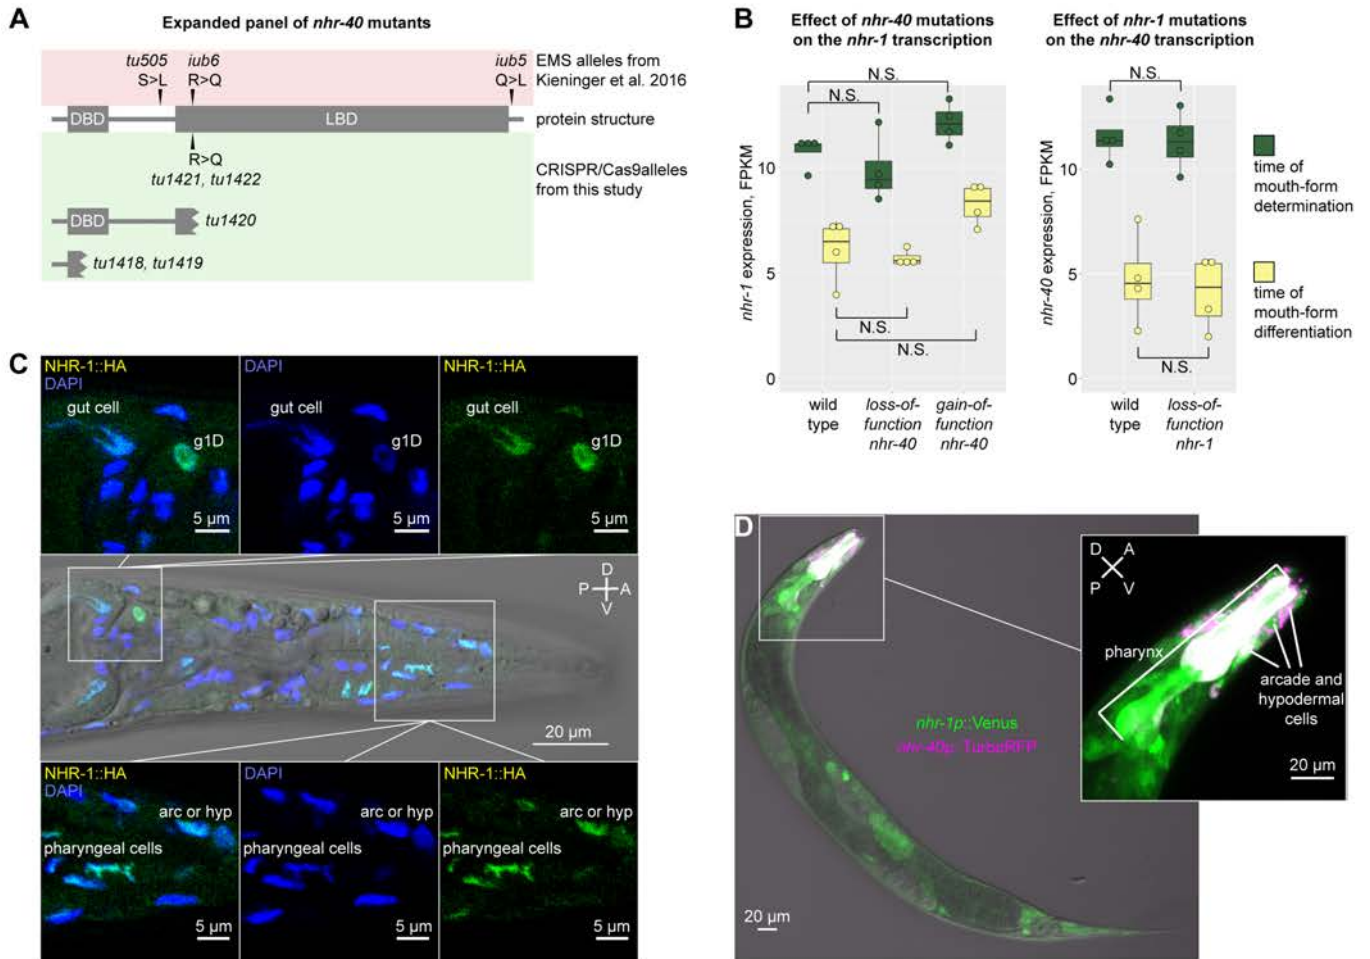 A
Expanded panel of nhr-40 mutants
tu505
S>L
iub6
R>Q
iub5
Q>L
EMS alleles from
Kieninger et al. 2016
DBD
LBD
protein structure
R>Q
tu1421, tu1422
CRISPR/Cas9alleles
from this study
DBD
tu1420
tu1418, tu1419
B
Effect of nhr-40 mutations
on the nhr-1 transcription
nhr-1 expression, FPKM
10
5
0
N.S.
N.S.
N.S.
N.S.
wild
type
loss-of-
function
nhr-40
gain-of-
function
nhr-40
Effect of nhr-1 mutations
on the nhr-40 transcription
nhr-40 expression, FPKM
10
5
0
N.S.
N.S.
wild
type
loss-of-
function
nhr-1
time of
mouth-form
determination
time of
mouth-form
differentiation
C
NHR-1::HA
DAPI
gut cell
g1D
5 µm
DAPI
gut cell
g1D
5 µm
NHR-1::HA
gut cell
g1D
5 µm
D
P
A
V
20 µm
NHR-1::HA
DAPI
arc or hyp
pharyngeal cells
5 µm
DAPI
arc or hyp
pharyngeal cells
5 µm
NHR-1::HA
arc or hyp
pharyngeal cells
5 µm
D
nhr-1p::Venus
nhr-40p::TurboRFP
20 µm
D
A
P
V
pharynx
arcade and
hypodermal
cells
20 µm